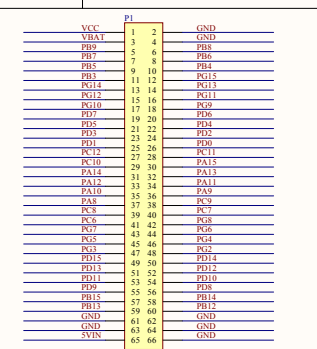 P1
VCC 1 2 GND
VBAT 3 4 GND
PB9 5 6 PB8
PB7 7 8 PB6
PB5 9 10 PB4
PB3 11 12 PG15
PG14 13 14 PG13
PG12 15 16 PG11
PG10 17 18 PG9
PD7 19 20 PD6
PD5 21 22 PD4
PD3 23 24 PD2
PD1 25 26 PD0
PC12 27 28 PC11
PC10 29 30 PA15
PA14 31 32 PA13
PA12 33 34 PA11
PA10 35 36 PA9
PA8 37 38 PC9
PC8 39 40 PC7
PC6 41 42 PG8
PG7 43 44 PG6
PG5 45 46 PG4
PG3 47 48 PG2
PD15 49 50 PD14
PD13 51 52 PD12
PD11 53 54 PD10
PD9 55 56 PD8
PB15 57 58 PB14
PB13 59 60 PB12
GND 61 62 GND
GND 63 64 GND
5VIN 65 66 GND